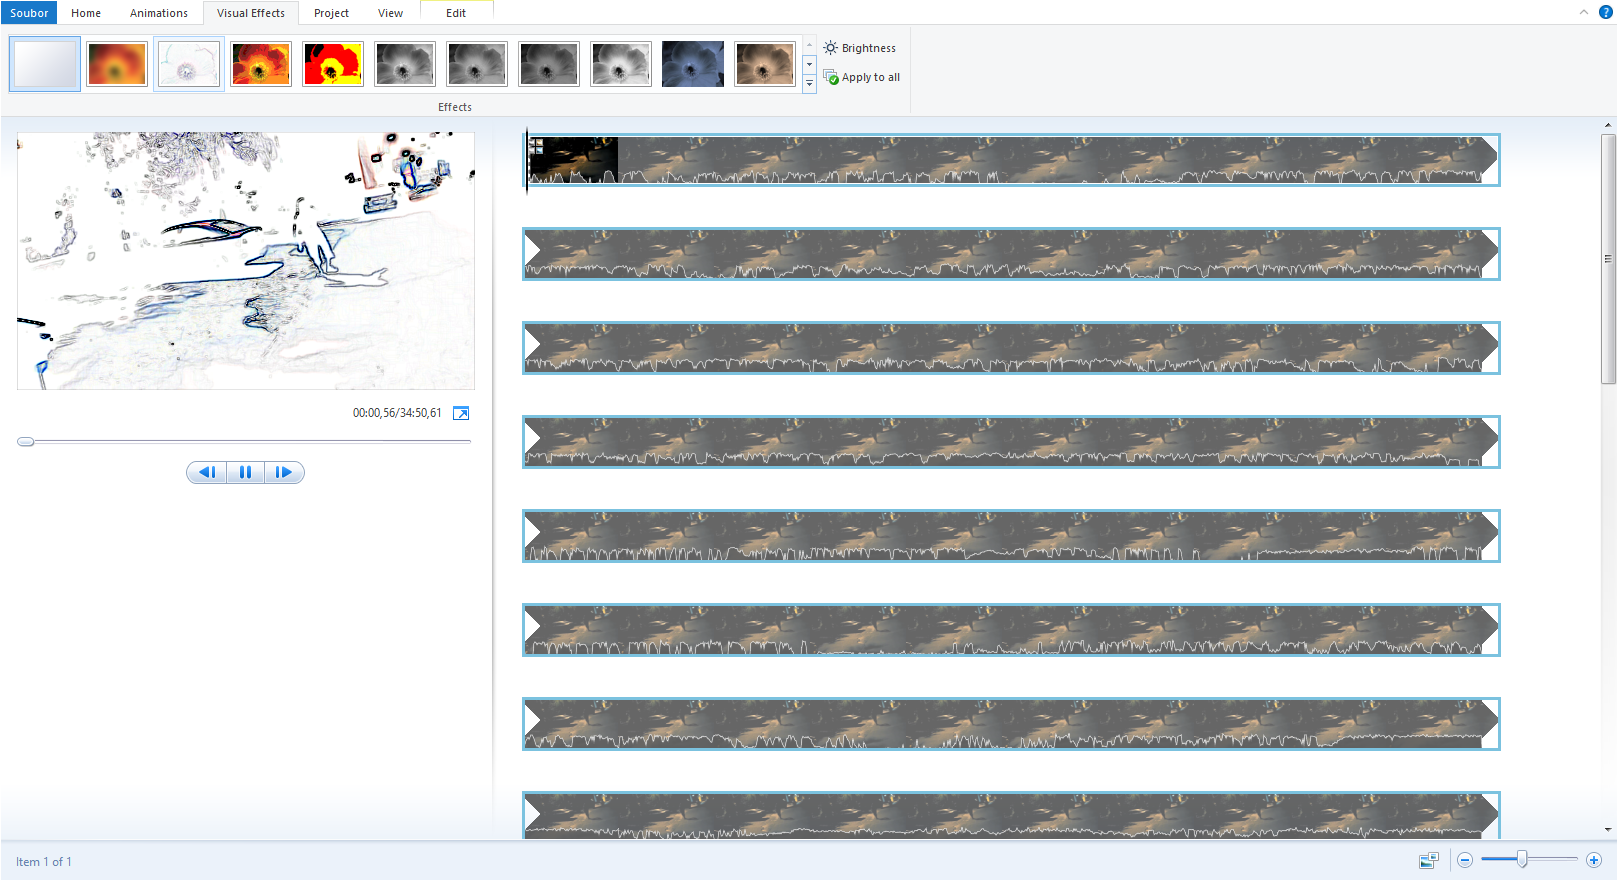 Soubor Home Animations Visual Effects Project View Edit
Brightness
Apply to all
Effects
00:00,56/34:50,61
Item 1 of 1